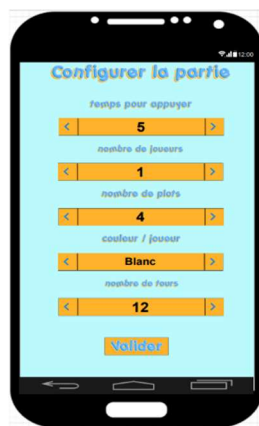 12:00
Configurer la partie
temps pour appuyer
< 5 >
nombre de joueurs
< 1 >
nombre de plots
< 4 >
couleur / joueur
< Blanc >
nombre de tours
< 12 >
Valider